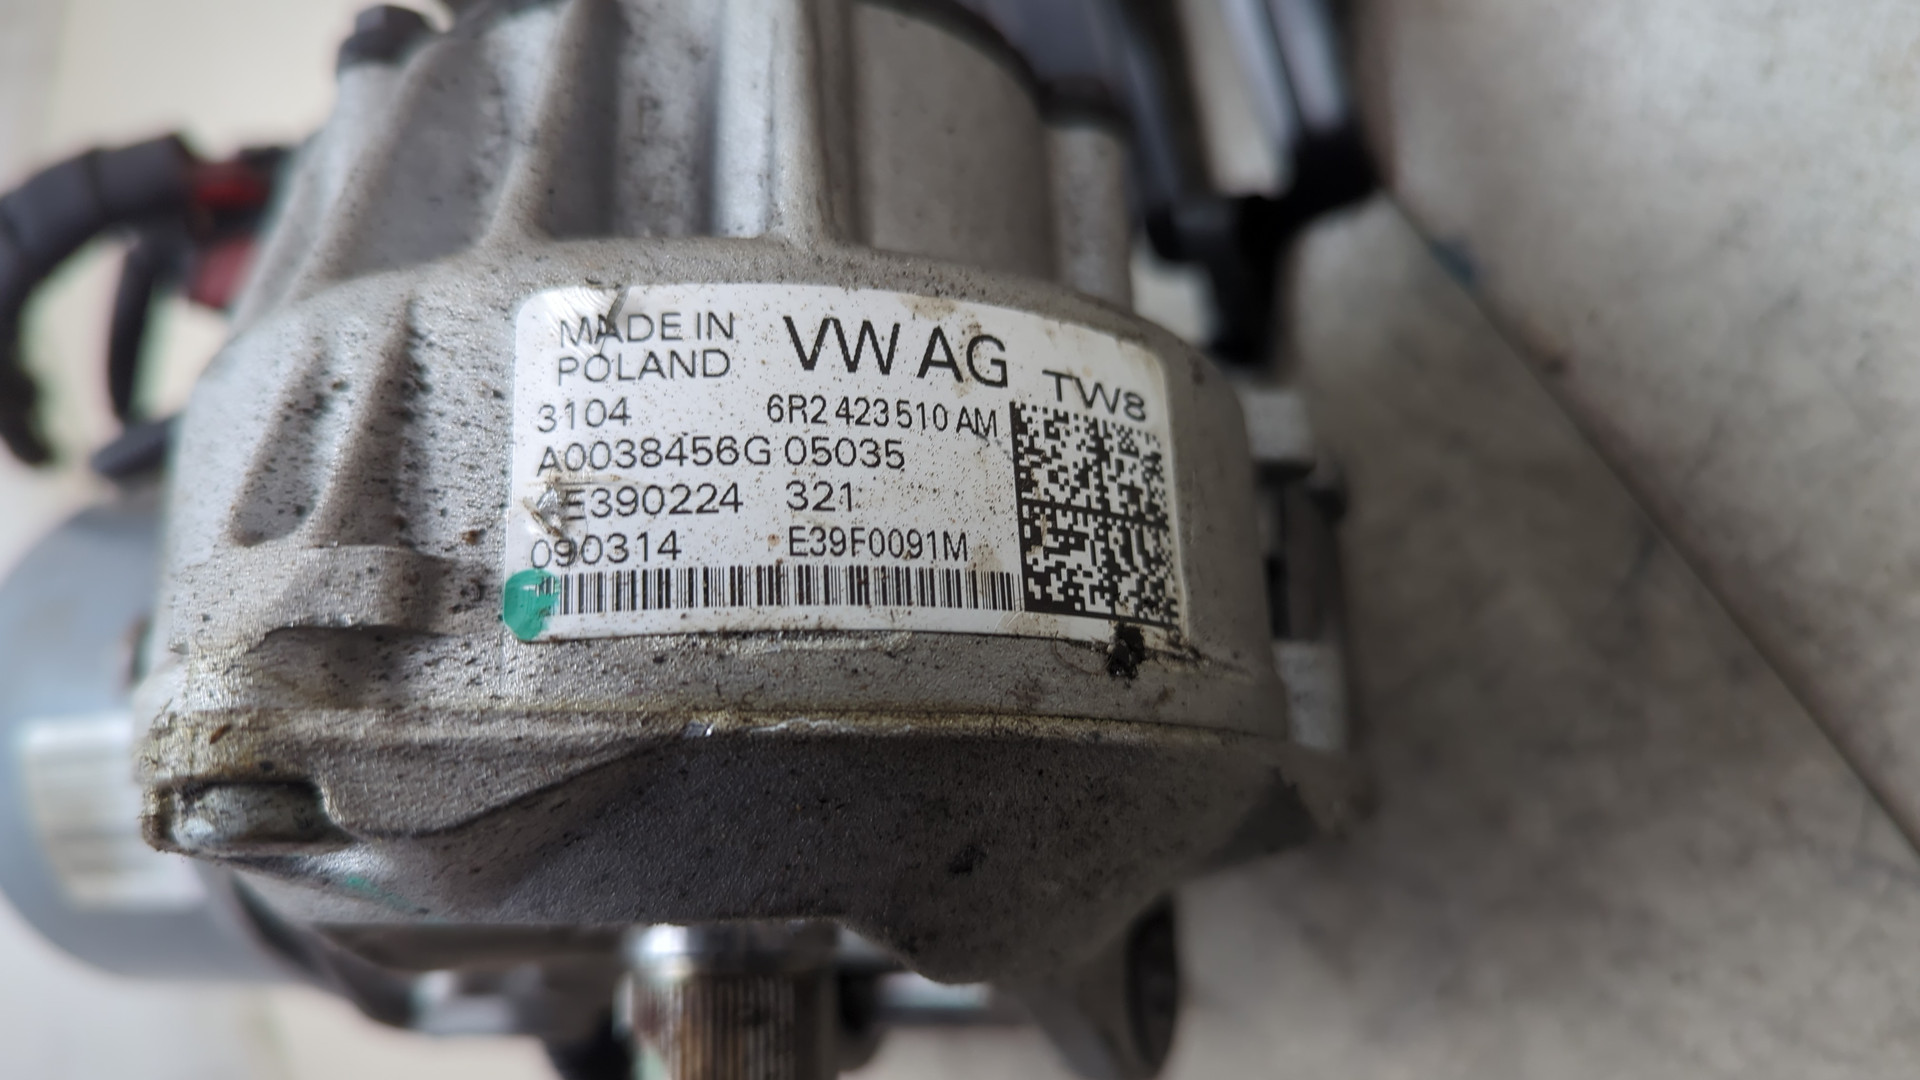 MADE IN
POLAND
VW AG
TW8
3104 6R2 423 510 AM
A0038456G 05035
E390224 321
090314 E39F0091M